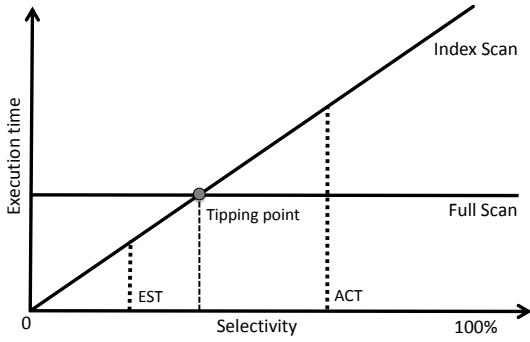 Index Scan
Execution time
Full Scan
Tipping point
EST
ACT
0
Selectivity
100%